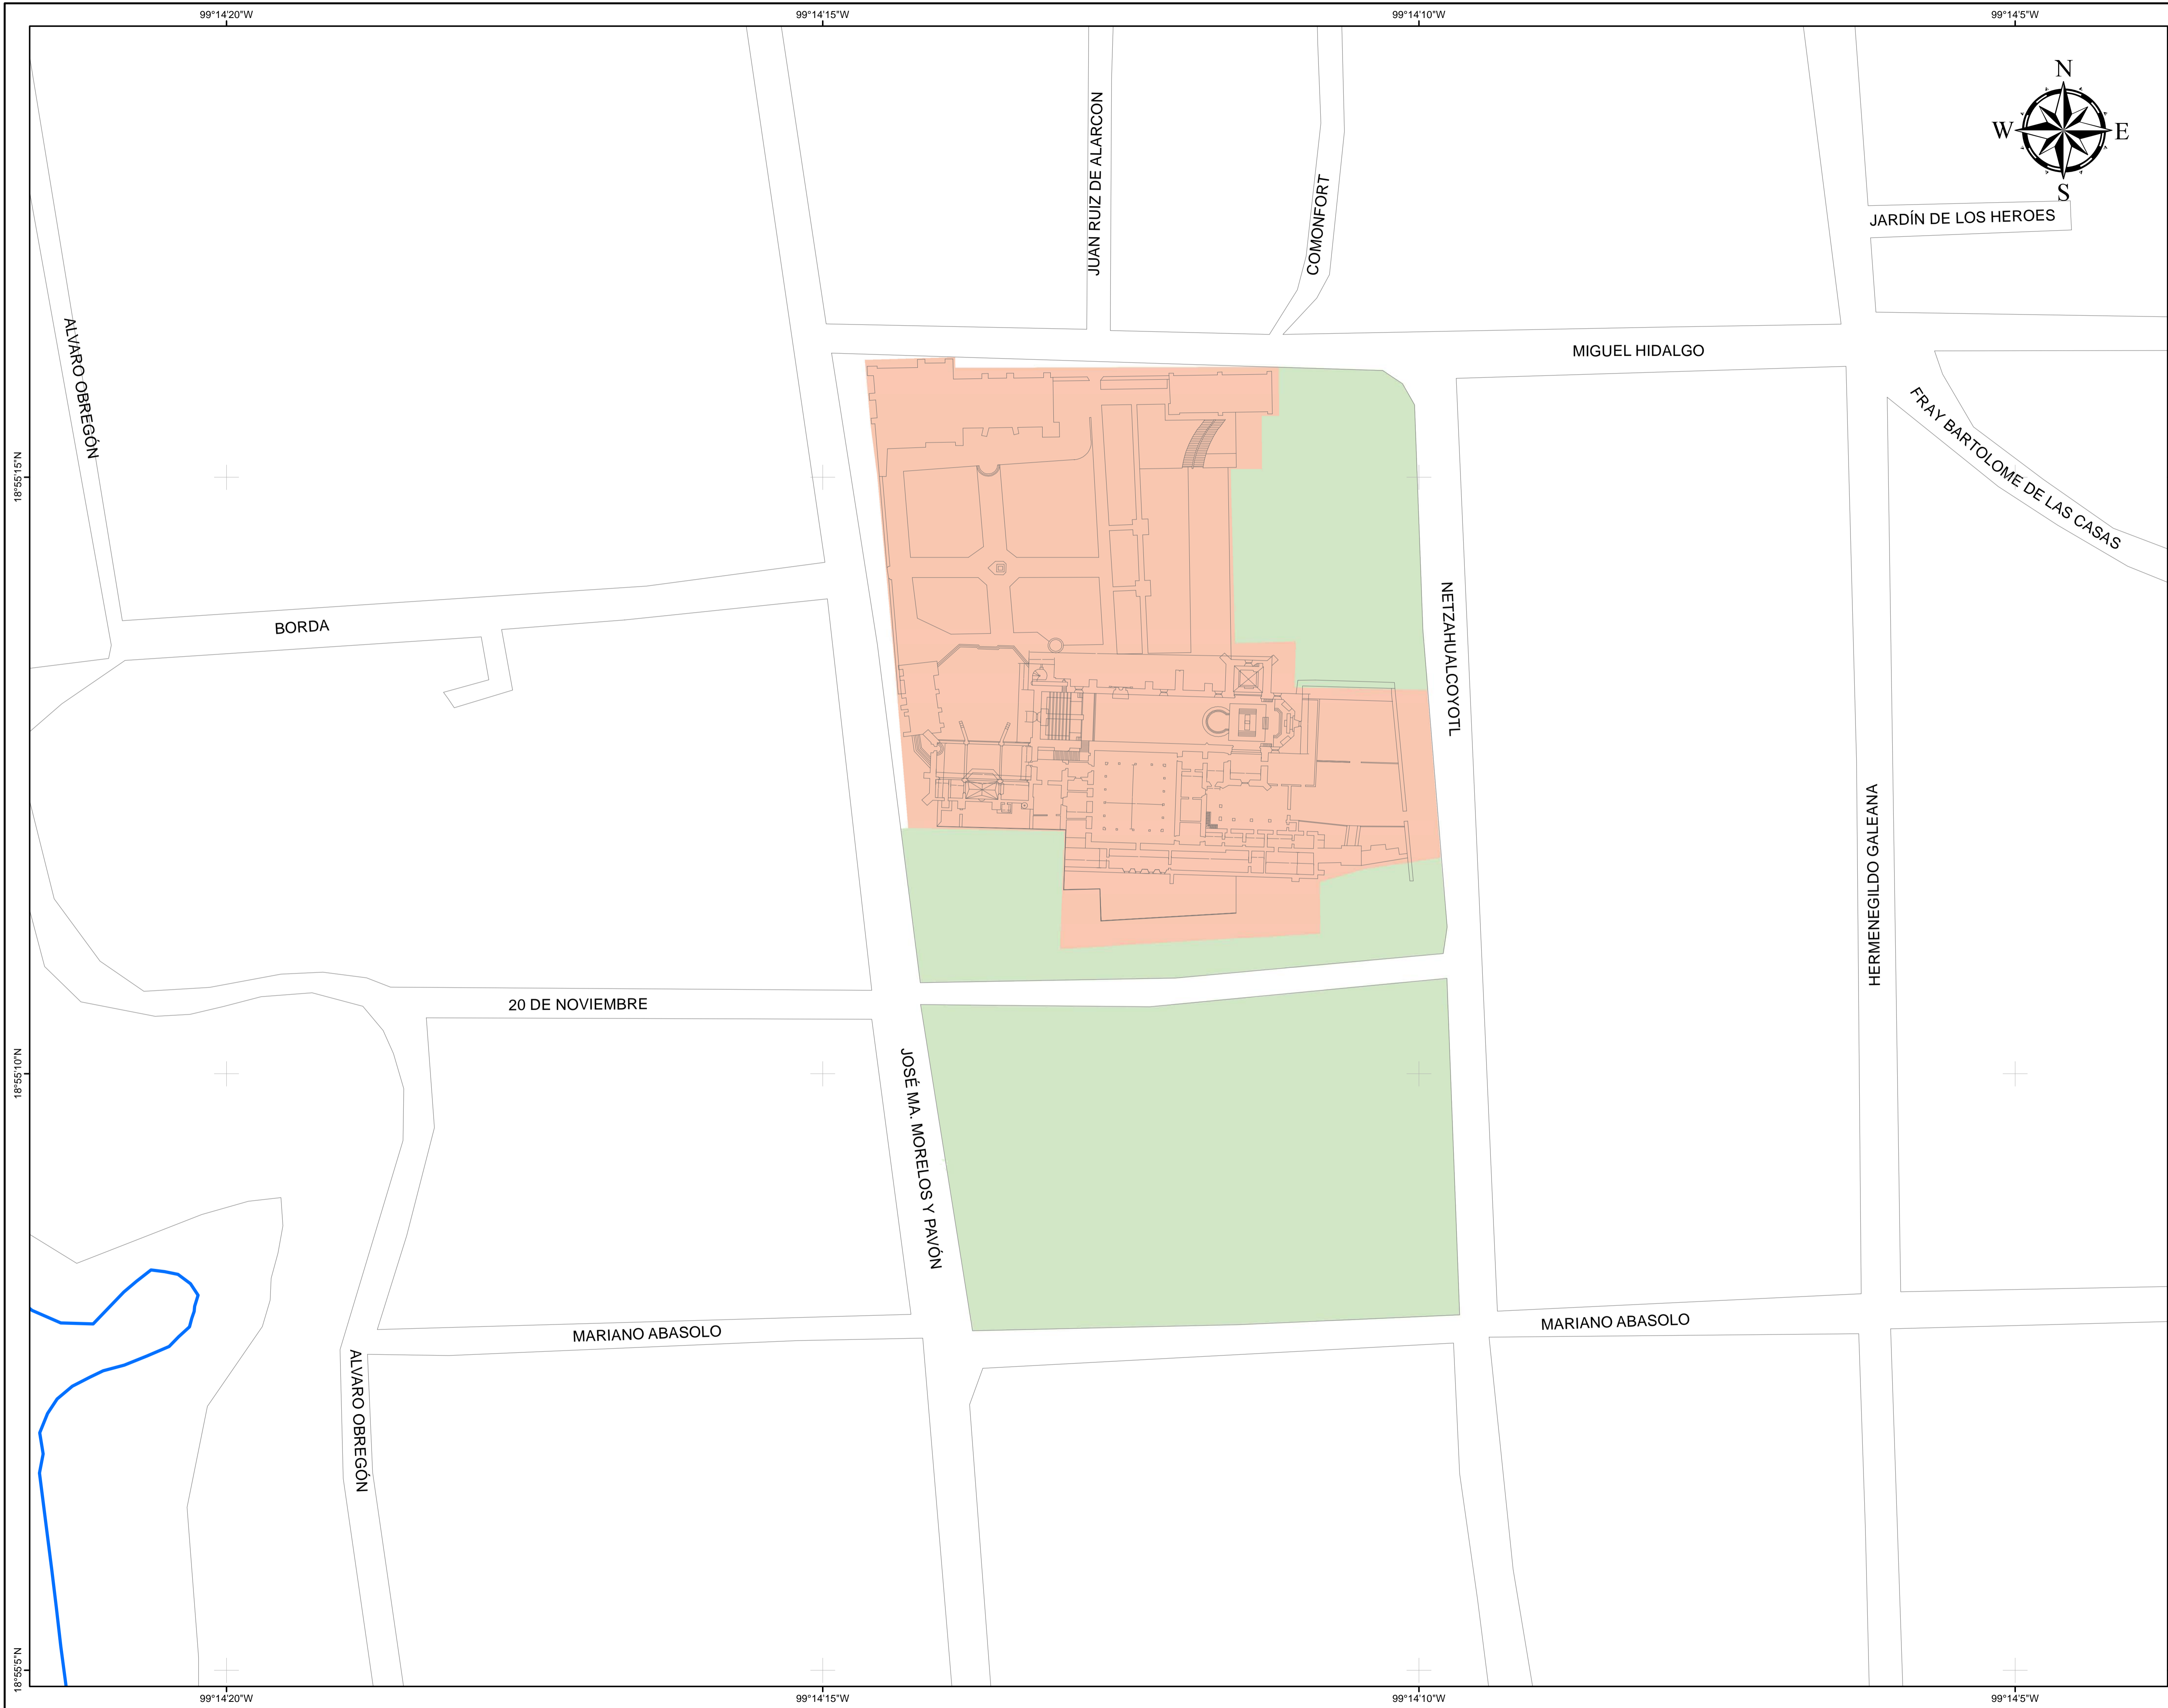 99°14'20"W
99°14'15"W
99°14'10"W
99°14'5"W
N
W
E
S
JUAN RUIZ DE ALARCON
COMONFORT
JARDÍN DE LOS HEROES
ALVARO OBREGÓN
MIGUEL HIDALGO
FRAY BARTOLOME DE LAS CASAS
18°55'15"N
BORDA
NETZAHUALCOYOTL
HERMENEGILDO GALEANA
20 DE NOVIEMBRE
18°55'10"N
JOSÉ MA. MORELOS Y PAVÓN
MARIANO ABASOLO
MARIANO ABASOLO
ALVARO OBREGÓN
18°55'5"N
99°14'20"W
99°14'15"W
99°14'10"W
99°14'5"W